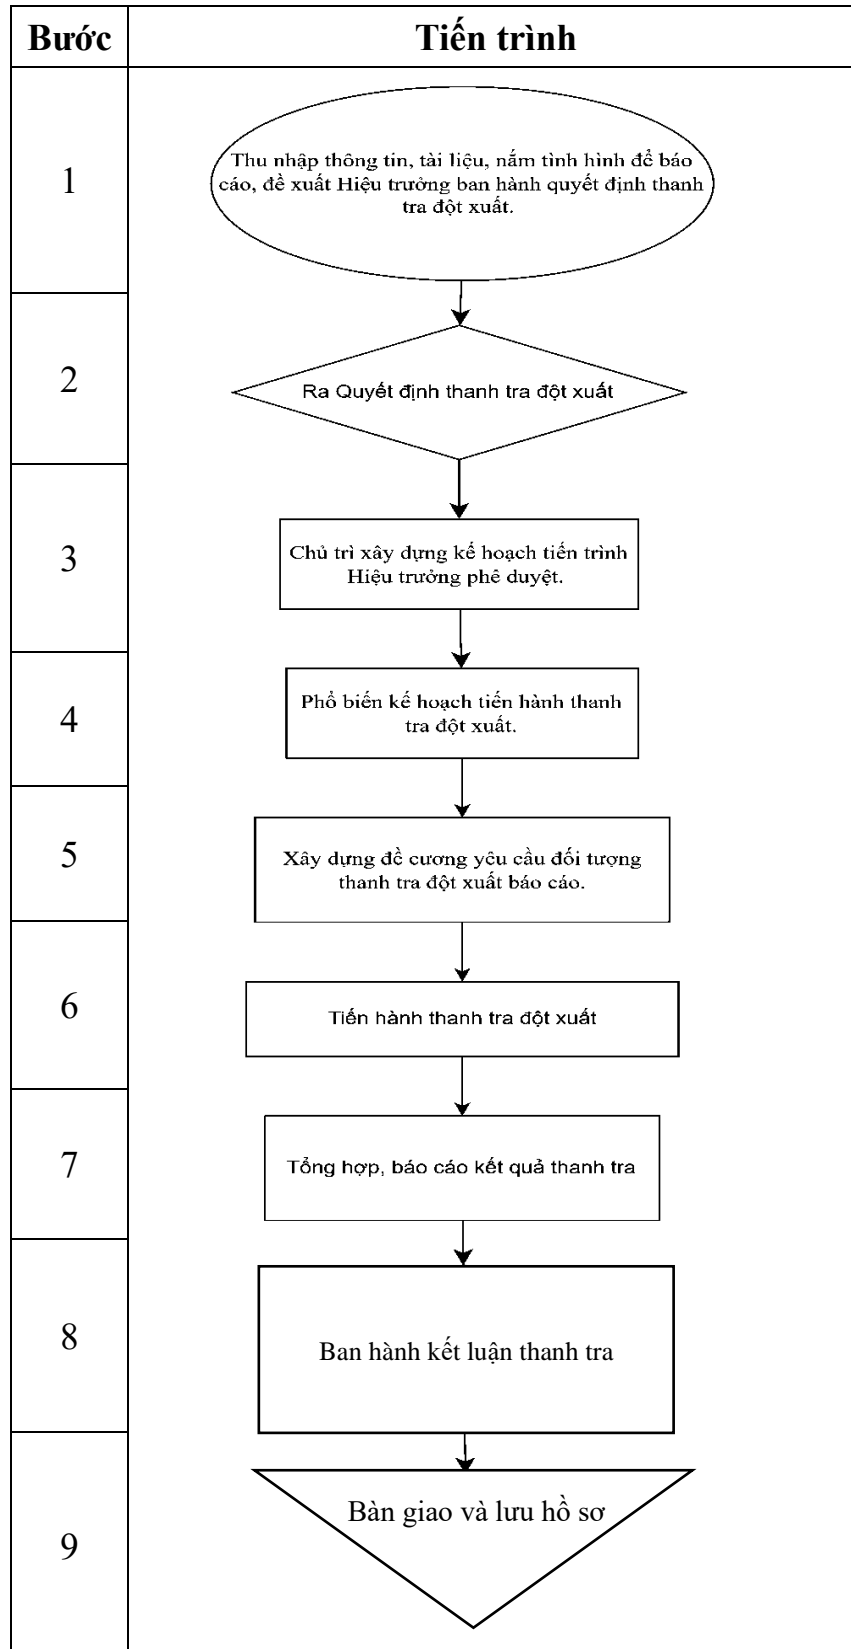 Bước Tiến trình
1
Thu nhập thông tin, tài liệu, nắm tình hình để báo
cáo, đề xuất Hiệu trưởng ban hành quyết định thanh
tra đột xuất.
2
Ra Quyết định thanh tra đột xuất
3
Chủ trì xây dựng kế hoạch tiến trình
Hiệu trưởng phê duyệt.
4
Phổ biến kế hoạch tiến hành thanh
tra đột xuất.
5
Xây dựng đề cương yêu cầu đối tượng
thanh tra đột xuất báo cáo.
6
Tiến hành thanh tra đột xuất
7
Tổng hợp, báo cáo kết quả thanh tra
8
Ban hành kết luận thanh tra
9
Bàn giao và lưu hồ sơ